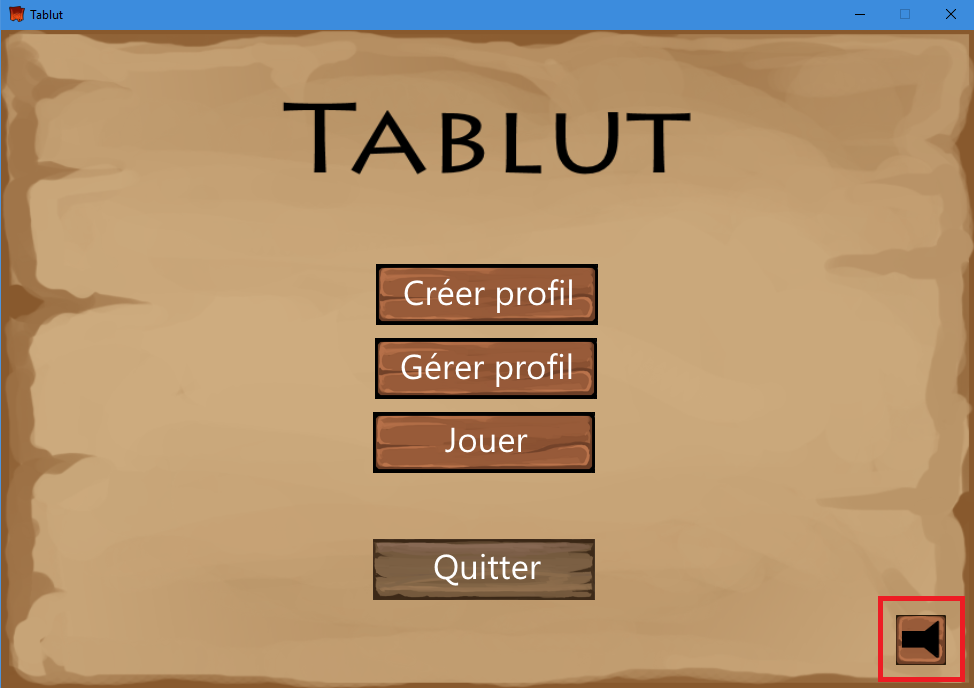 Tablut
TABLUT
Créer profil
Gérer profil
Jouer
Quitter